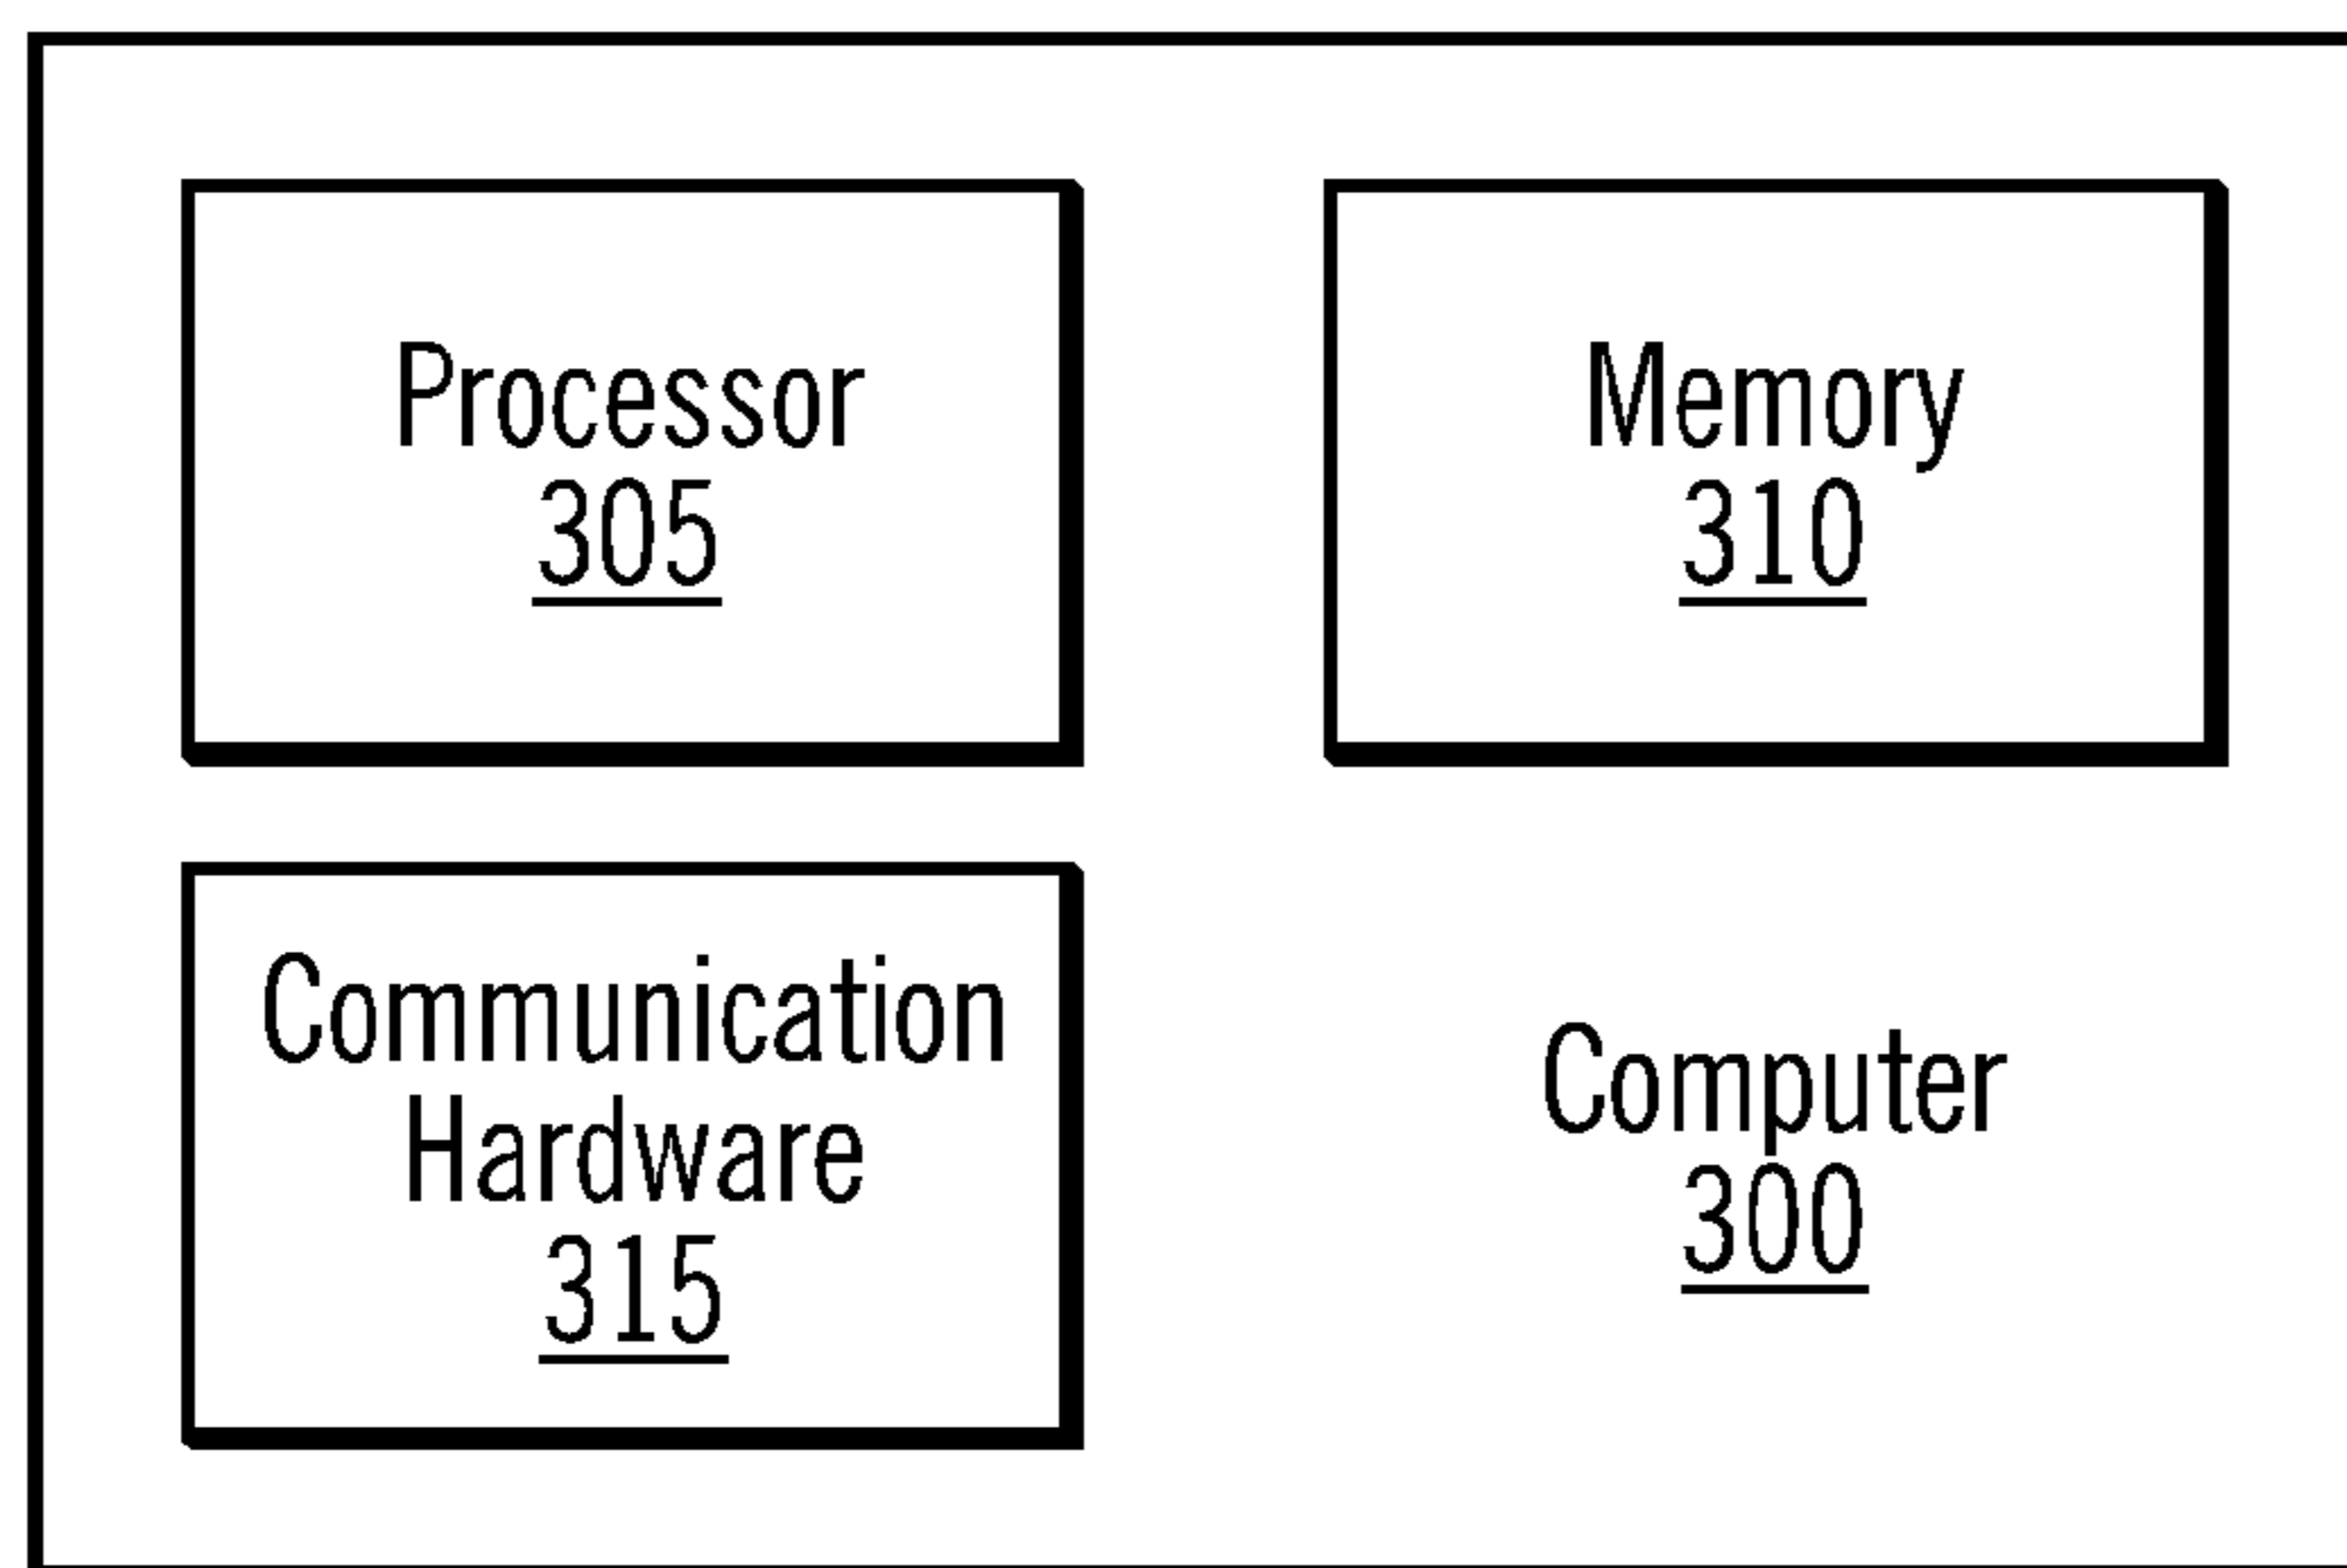 Processor
305
Memory
310
Communication
Hardware
315
Computer
300